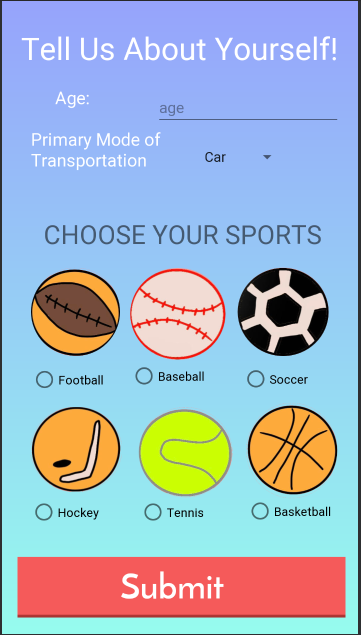 Tell Us About Yourself!
Age:
age
Primary Mode of
Transportation
Car
CHOOSE YOUR SPORTS
Football
Baseball
Soccer
Hockey
Tennis
Basketball
Submit